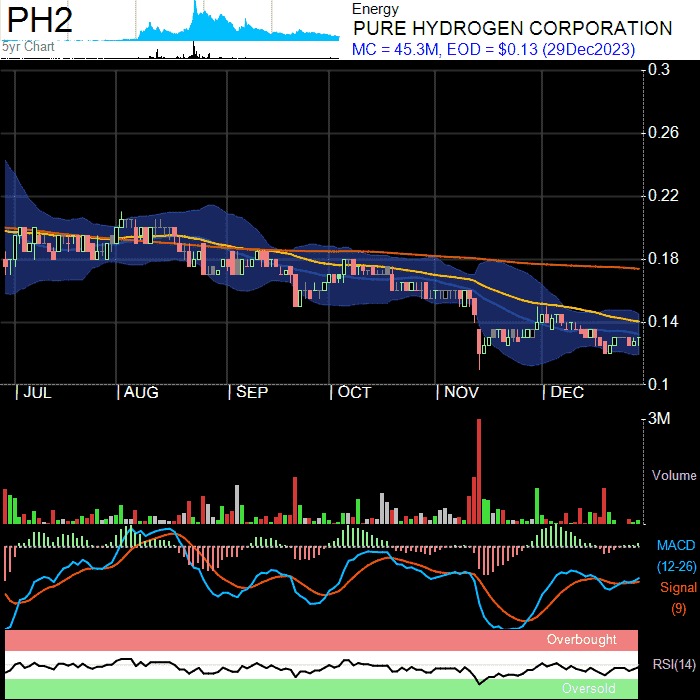 PH2
5yr Chart
Energy
PURE HYDROGEN CORPORATION
MC = 45.3M, EOD = $0.13 (29Dec2023)
0.3
0.26
0.22
0.18
0.14
0.1
JUL AUG SEP OCT NOV DEC
3M
Volume
MACD
(12-26)
Signal
(9)
Overbought
RSI(14)
Oversold